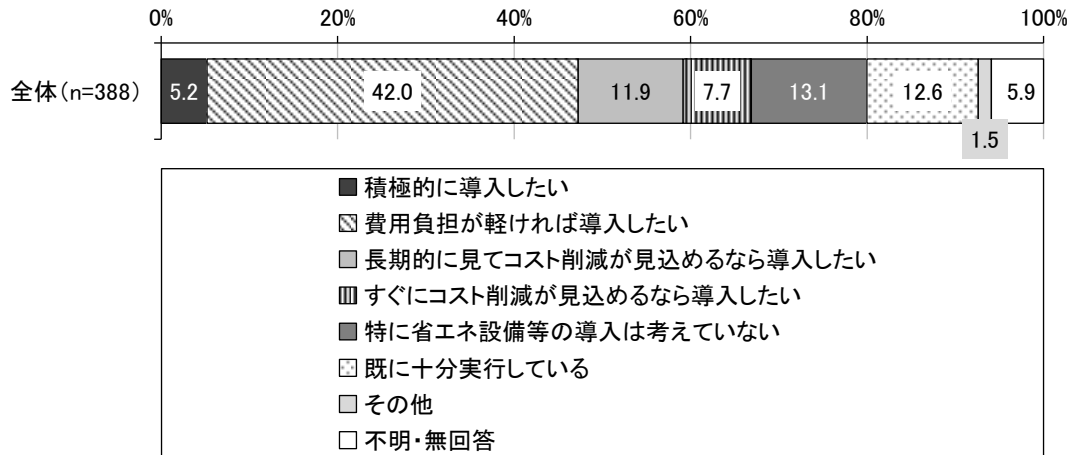 0% 20% 40% 60% 80% 100%
全体(n=388) 5.2 42.0 11.9 7.7 13.1 12.6 5.9
1.5
積極的に導入したい
費用負担が軽ければ導入したい
長期的に見てコスト削減が見込めるなら導入したい
すぐにコスト削減が見込めるなら導入したい
特に省エネ設備等の導入は考えていない
既に十分実行している
その他
不明・無回答